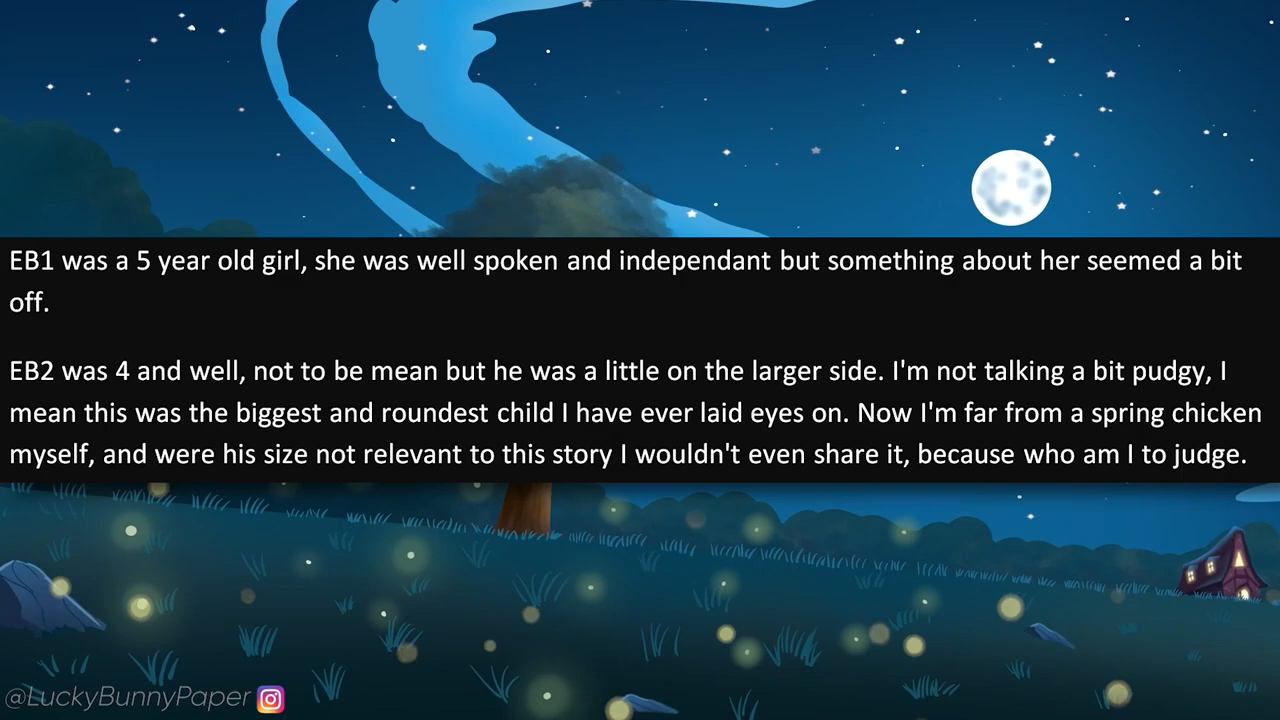 EB1 was a 5 year old girl, she was well spoken and independant but something about her seemed a bit
off.
EB2 was 4 and well, not to be mean but he was a little on the larger side. I'm not talking a bit pudgy, I
mean this was the biggest and roundest child I have ever laid eyes on. Now I'm far from a spring chicken
myself, and were his size not relevant to this story I wouldn't even share it, because who am I to judge.
@LuckyBunnyPaper